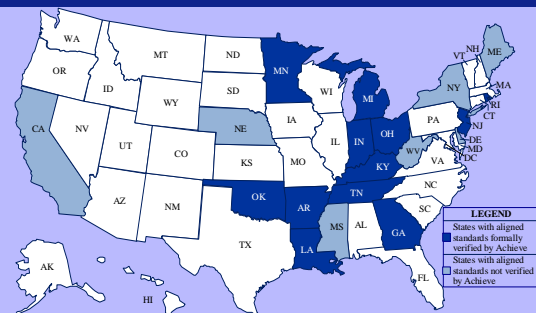 WA
MT
ND
MN
VT
NH
ME
OR
ID
SD
WI
MI
NY
MA
RI
CT
WY
IA
PA
NJ
CA
NV
UT
NE
IL
IN
OH
DE
MD
DC
CO
KS
MO
WV
VA
KY
AZ
NM
OK
AR
TN
NC
SC
TX
LA
MS
AL
GA
FL
AK
HI
LEGEND
States with aligned
standards formally
verified by Achieve
States with aligned
standards not verified
by Achieve